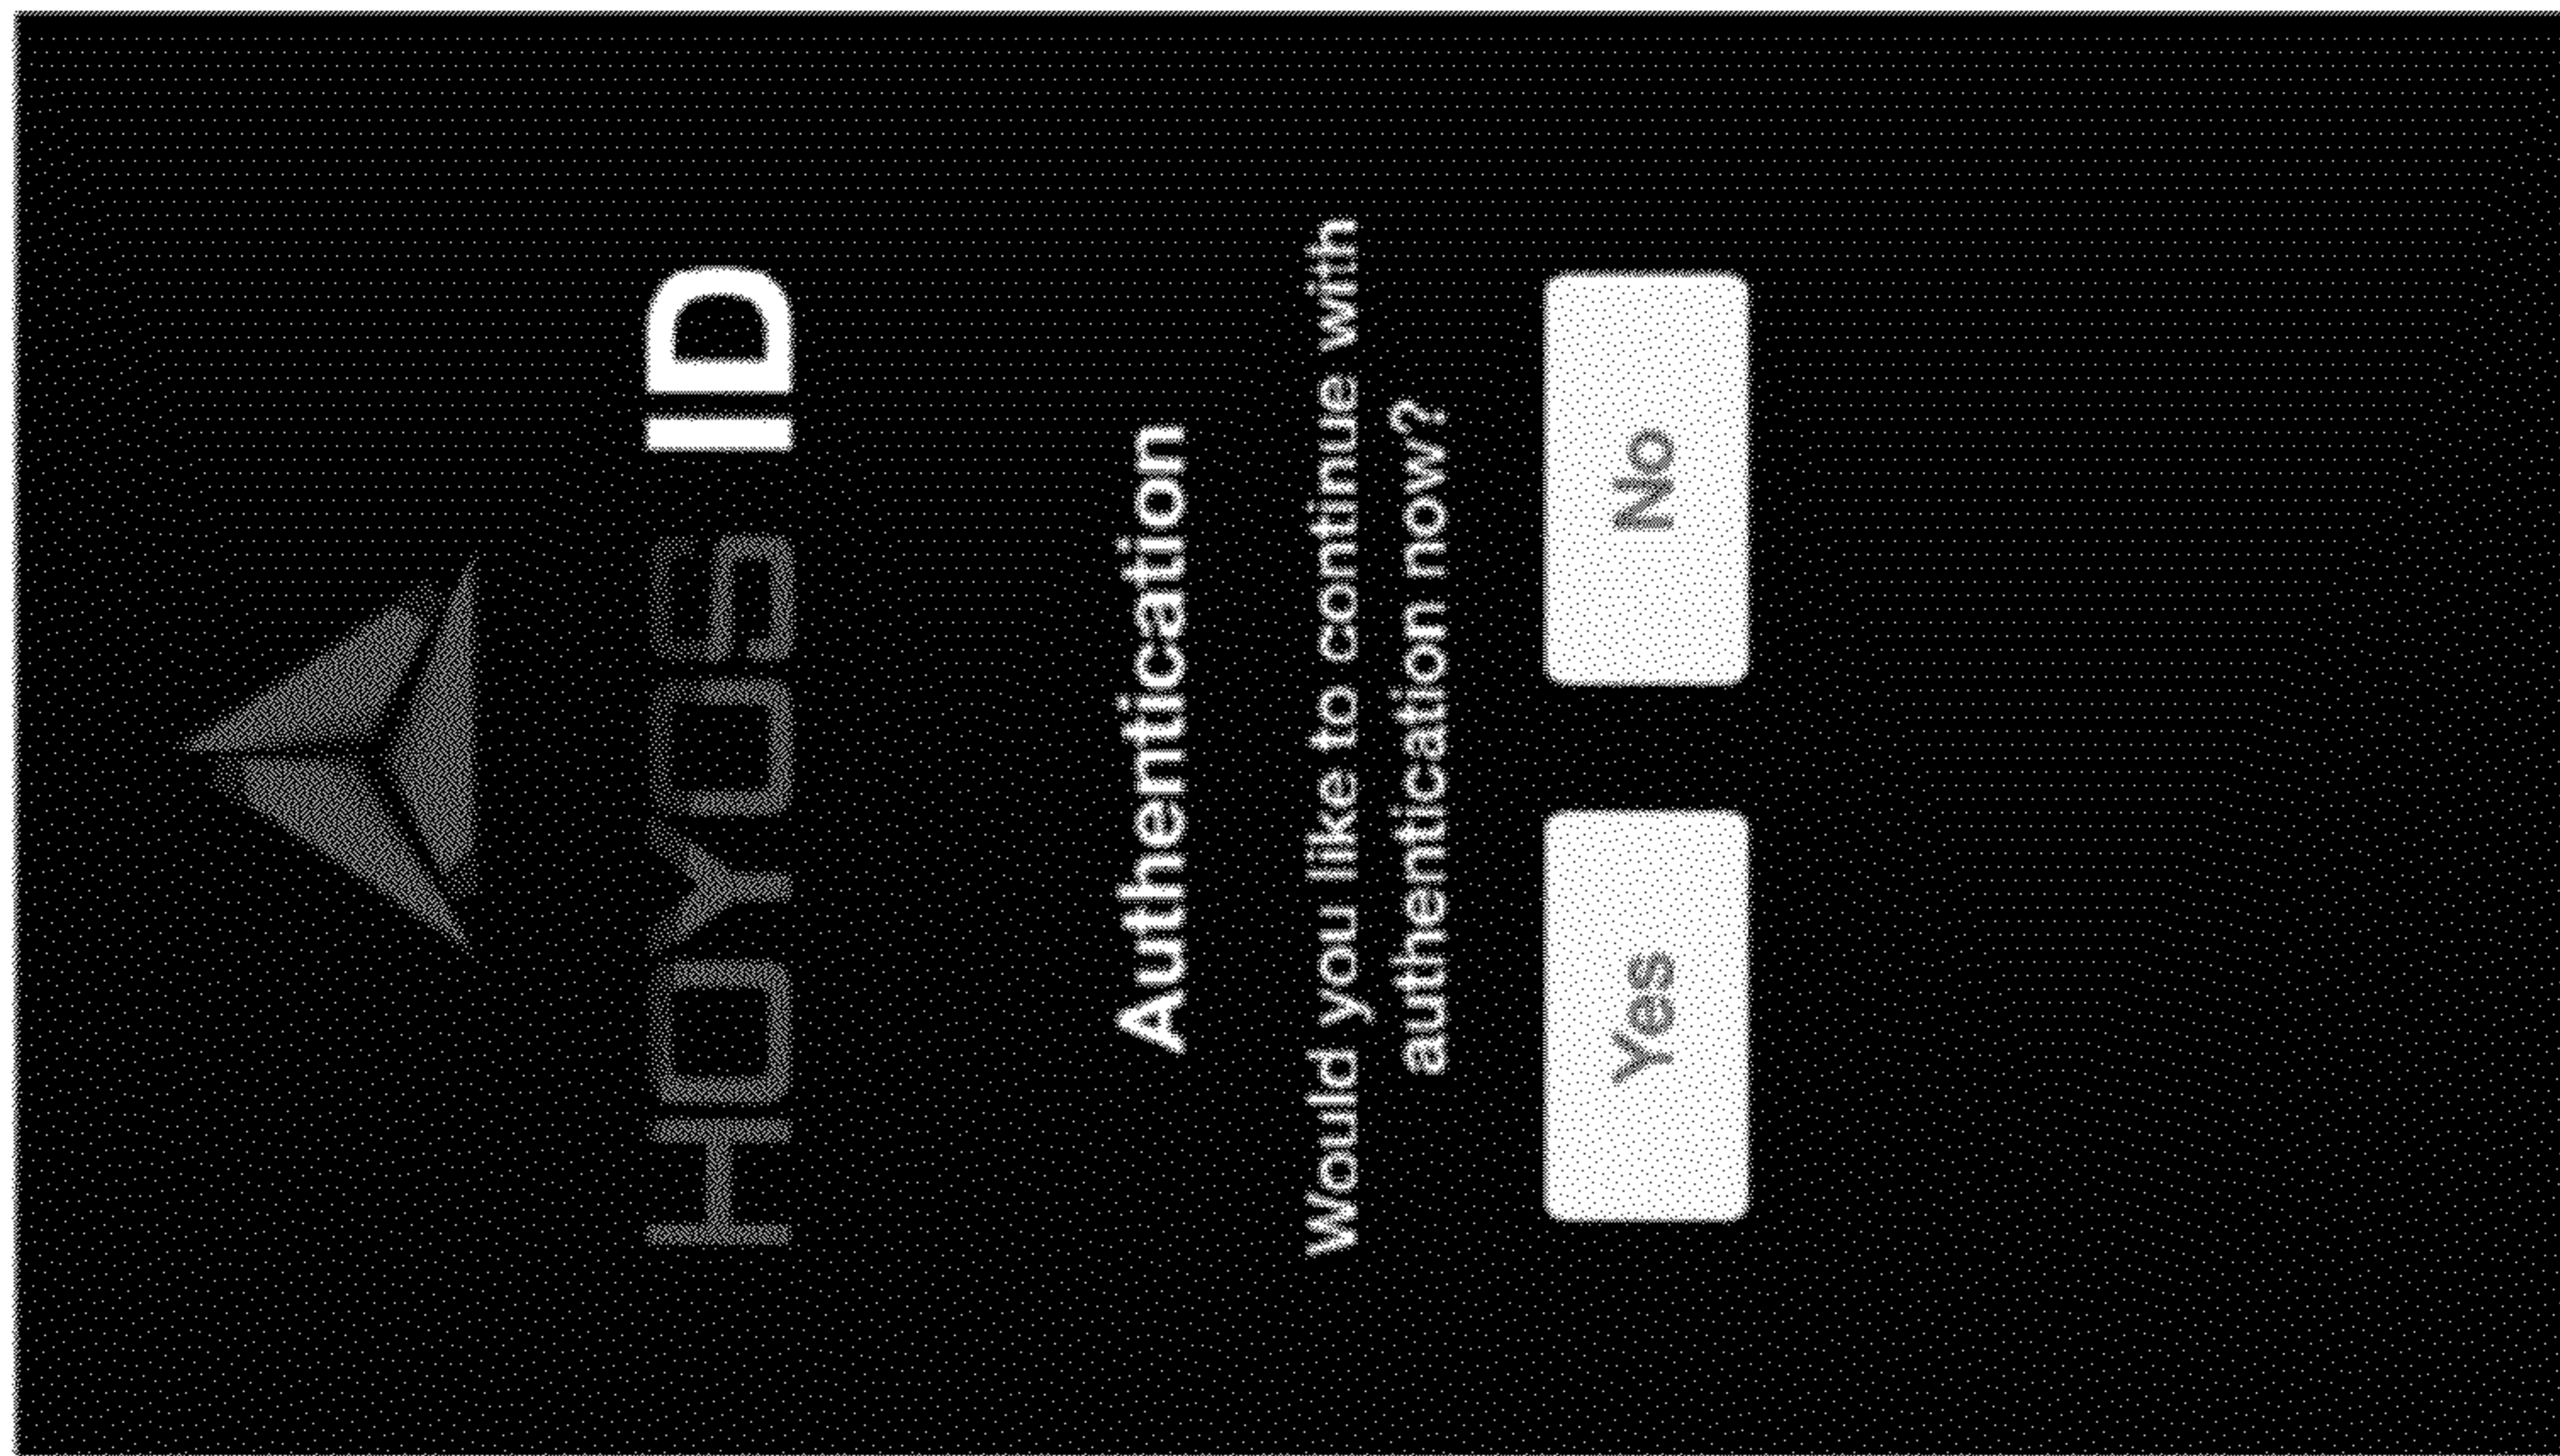 HOYOS ID
Authentication
Would you like to continue with
authentication now?
Yes No